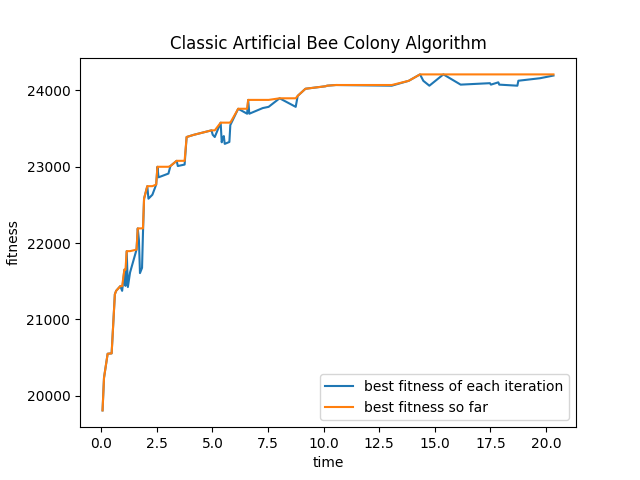 Classic Artificial Bee Colony Algorithm
24000
23000
22000
21000
20000
fitness
best fitness of each iteration
best fitness so far
0.0 2.5 5.0 7.5 10.0 12.5 15.0 17.5 20.0
time